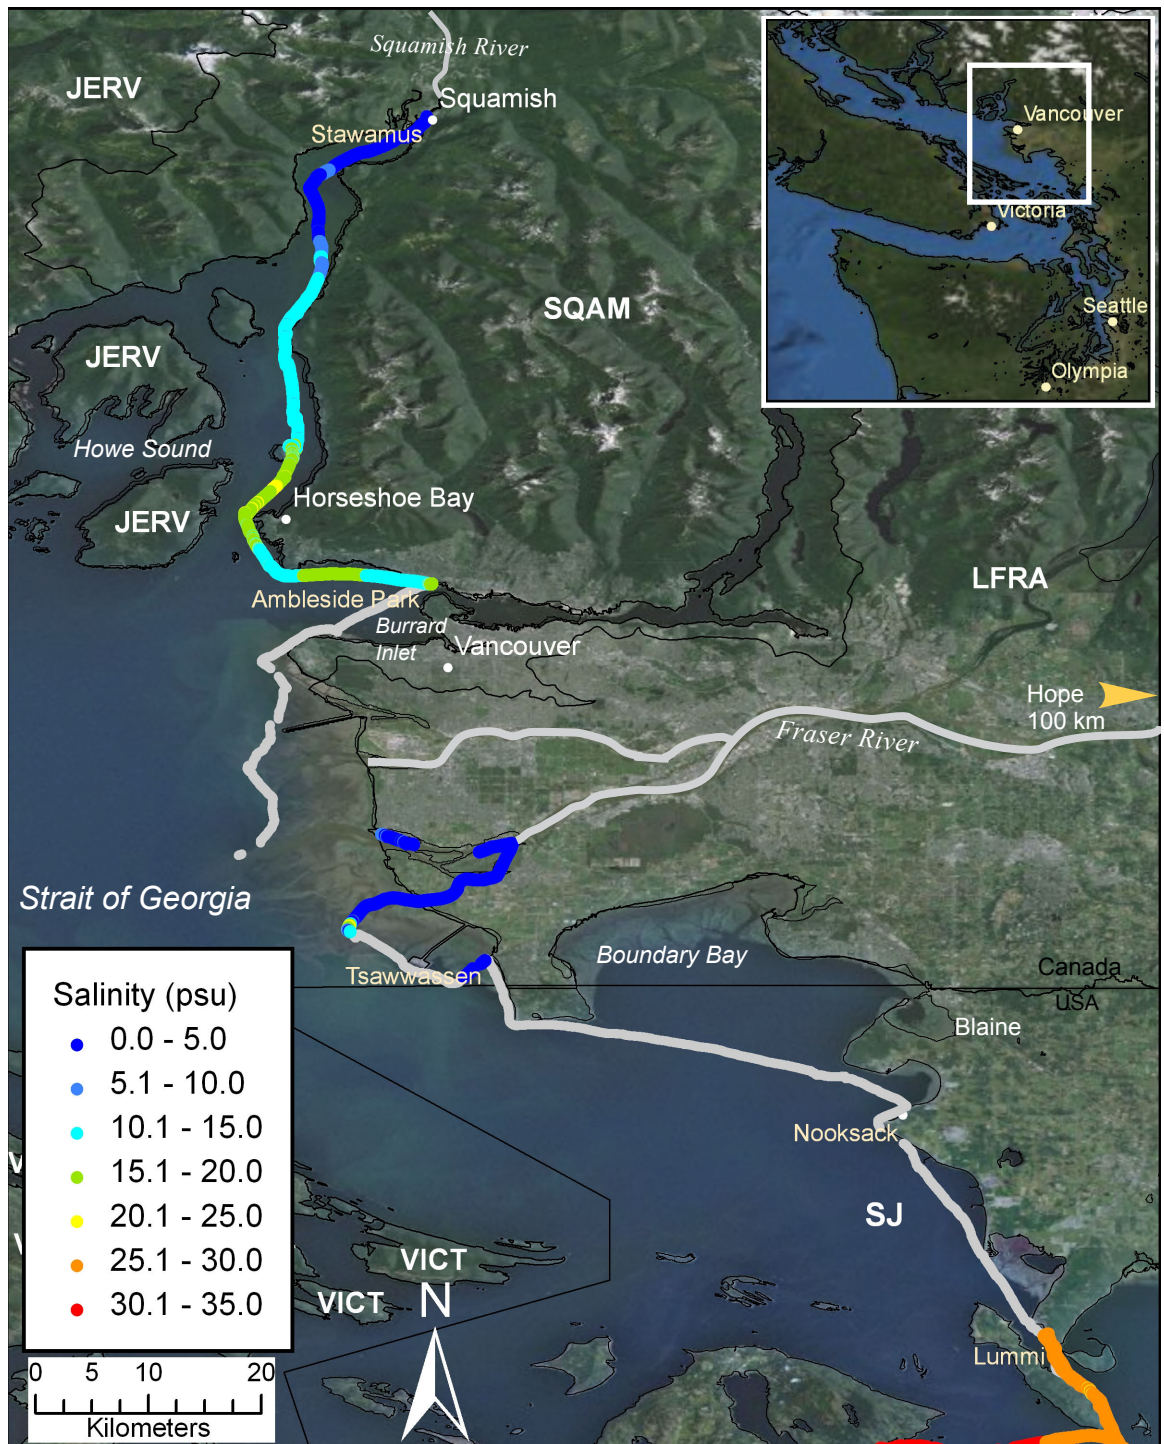 Squamish River
JERV
Squamish
Stawamus
Vancouver
Victoria
Seattle
Olympia
SQAM
JERV
Howe Sound
Horseshoe Bay
JERV
LFRA
Ambleside Park
Burrard
Inlet
Vancouver
Hope
100 km
Fraser River
Strait of Georgia
Boundary Bay
Tsawwassen
Canada
USA
Blaine
Salinity (psu)
0.0 - 5.0
5.1 - 10.0
10.1 - 15.0
15.1 - 20.0
20.1 - 25.0
25.1 - 30.0
30.1 - 35.0
Nooksack
SJ
VICT
VICT
N
Lummi
0 5 10 20
Kilometers